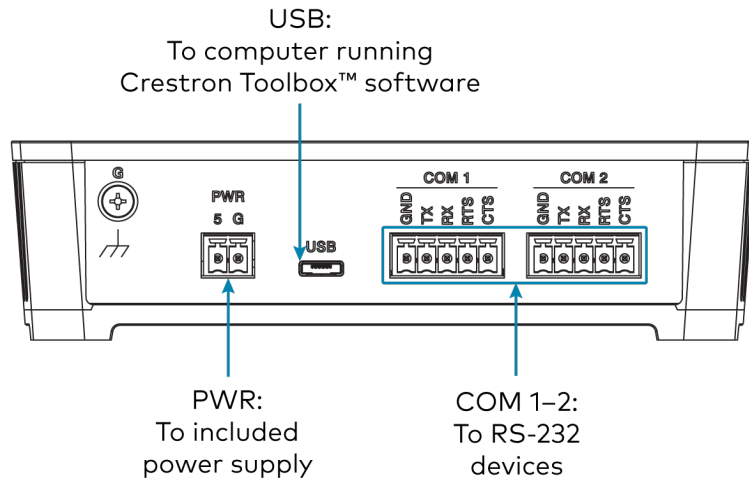 USB:
To computer running
Crestron Toolbox™ software
G
PWR
5 G
USB
COM 1
GND
TX
RX
RTS
CTS
COM 2
GND
TX
RX
RTS
CTS
PWR:
To included
power supply
COM 1–2:
To RS-232
devices